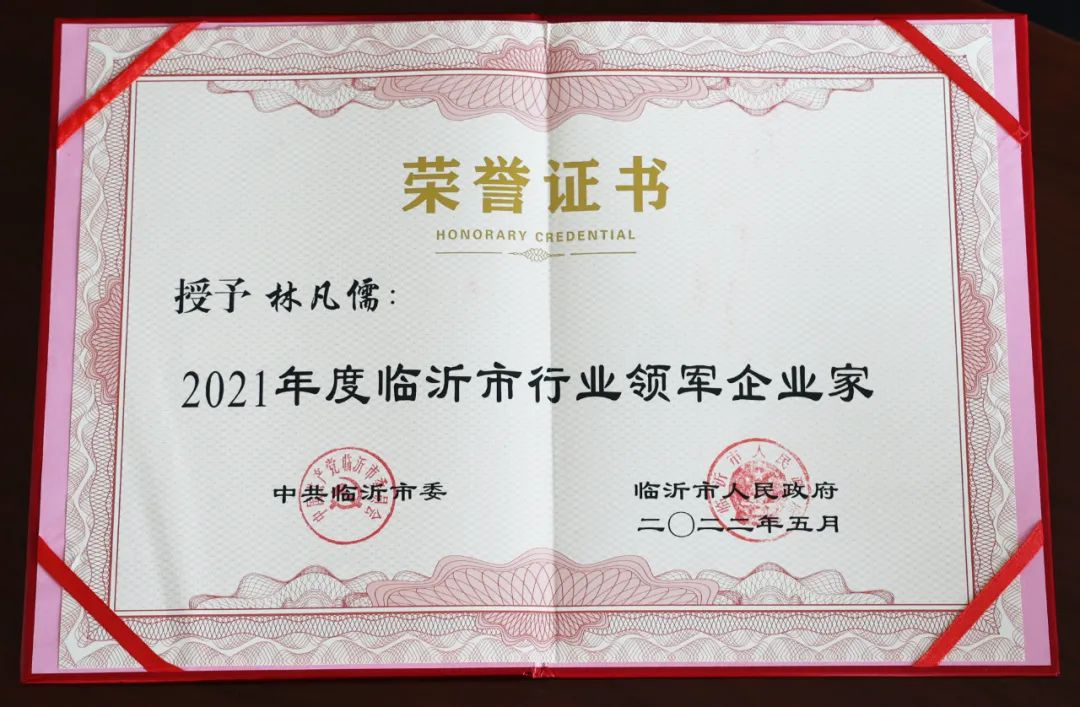 荣誉证书
HONORARY CREDENTIAL
授予 林凡儒:
2021年度临沂市行业领军企业家
中共临沂市委
临沂市人民政府
二〇二二年五月